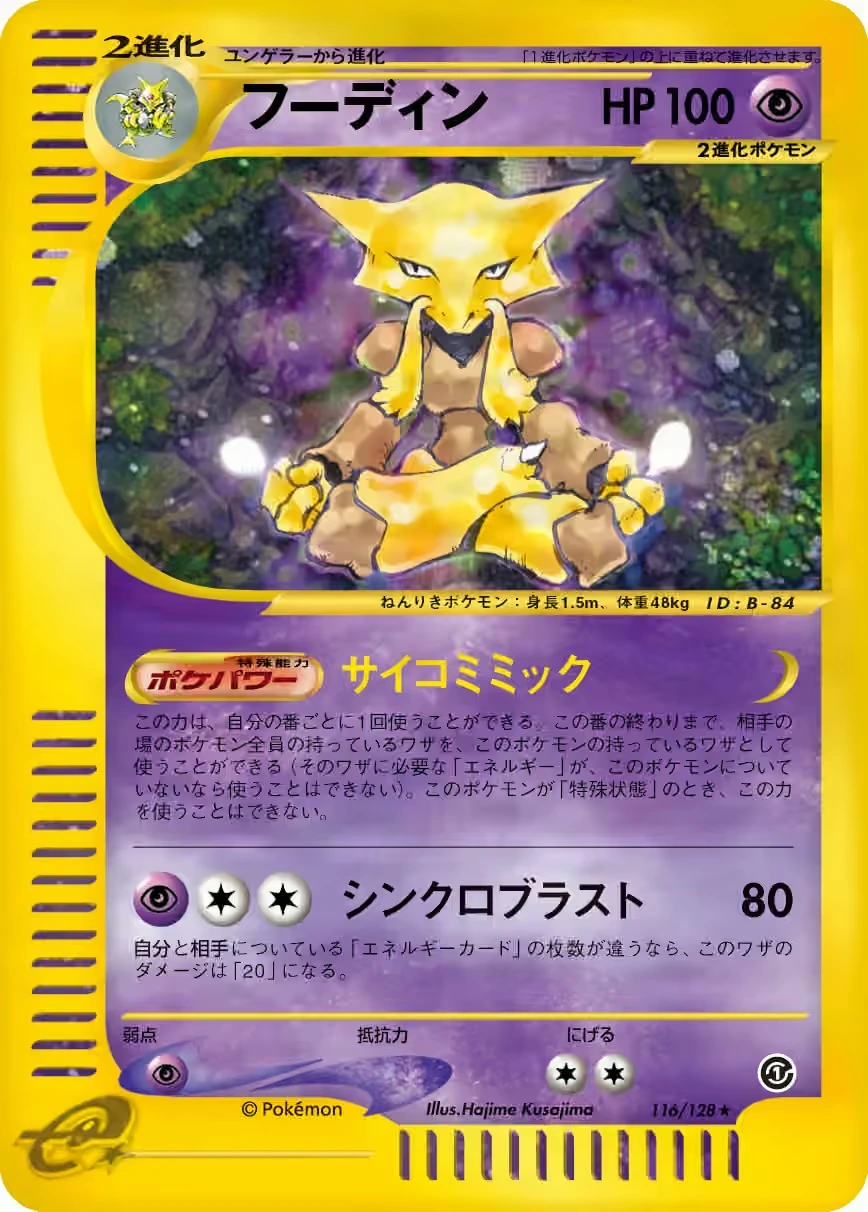 2進化
ユンゲラーから進化
「1進化ポケモン」の上に重ねて進化させます。
フーディン HP 100
2進化ポケモン
ねんりきポケモン：身長1.5m、体重48kg ID : B-84
特殊能力
ポケパワー サイコミミック
この力は、自分の番ごとに1回使うことができる。この番の終わりまで、相手の
場のポケモン全員の持っているワザを、このポケモンの持っているワザとして
使うことができる（そのワザに必要な「エネルギー」が、このポケモンについて
いないなら使うことはできない）。このポケモンが「特殊状態」のとき、この力
を使うことはできない。
シンクロブラスト 80
自分と相手についている「エネルギーカード」の枚数が違うなら、このワザの
ダメージは「20」になる。
弱点 抵抗力 にげる
© Pokémon Illus.Hajime Kusajima 116/128★